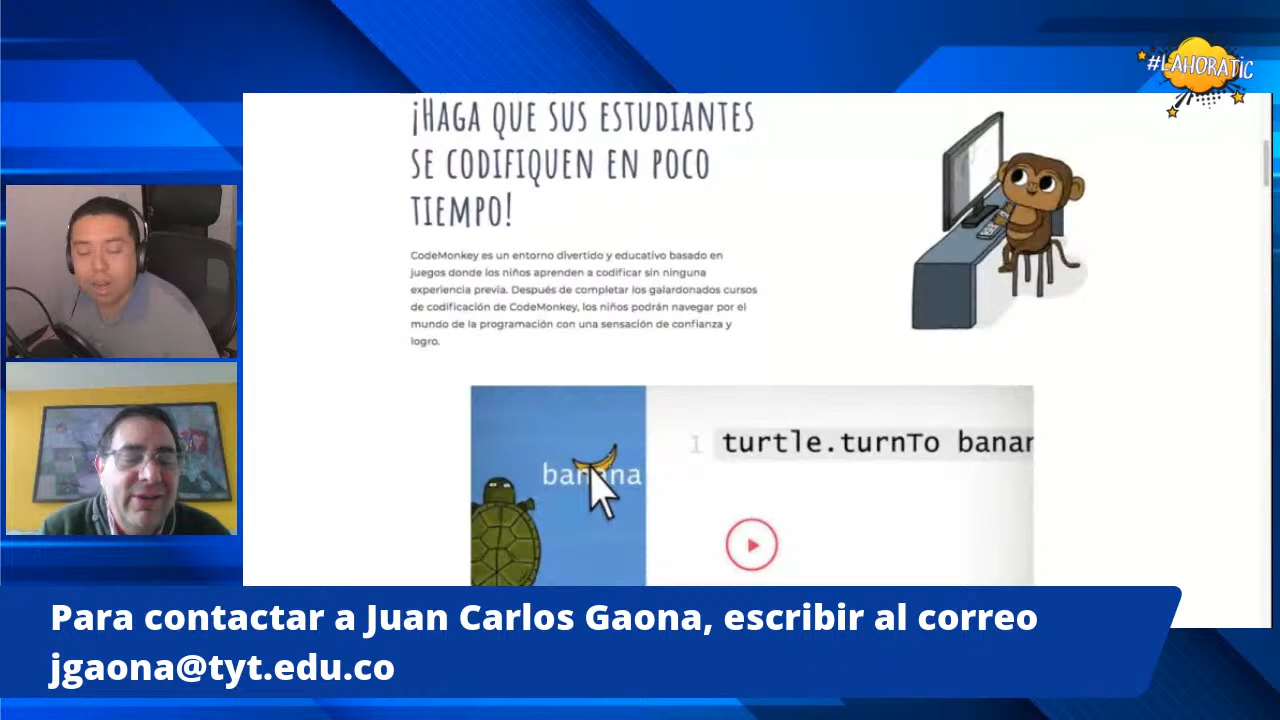 #LAHORATIC
¡HAGA QUE SUS ESTUDIANTES
SE CODIFIQUEN EN POCO
TIEMPO!
CodeMonkey es un entorno divertido y educativo basado en
juegos donde los niños aprenden a codificar sin ninguna
experiencia previa. Después de completar los galardonados cursos
de codificación de CodeMonkey, los niños podrán navegar por el
mundo de la programación con una sensación de confianza y
logro.
banana
1 turtle.turnTo banan
Para contactar a Juan Carlos Gaona, escribir al correo
jgaona@tyt.edu.co